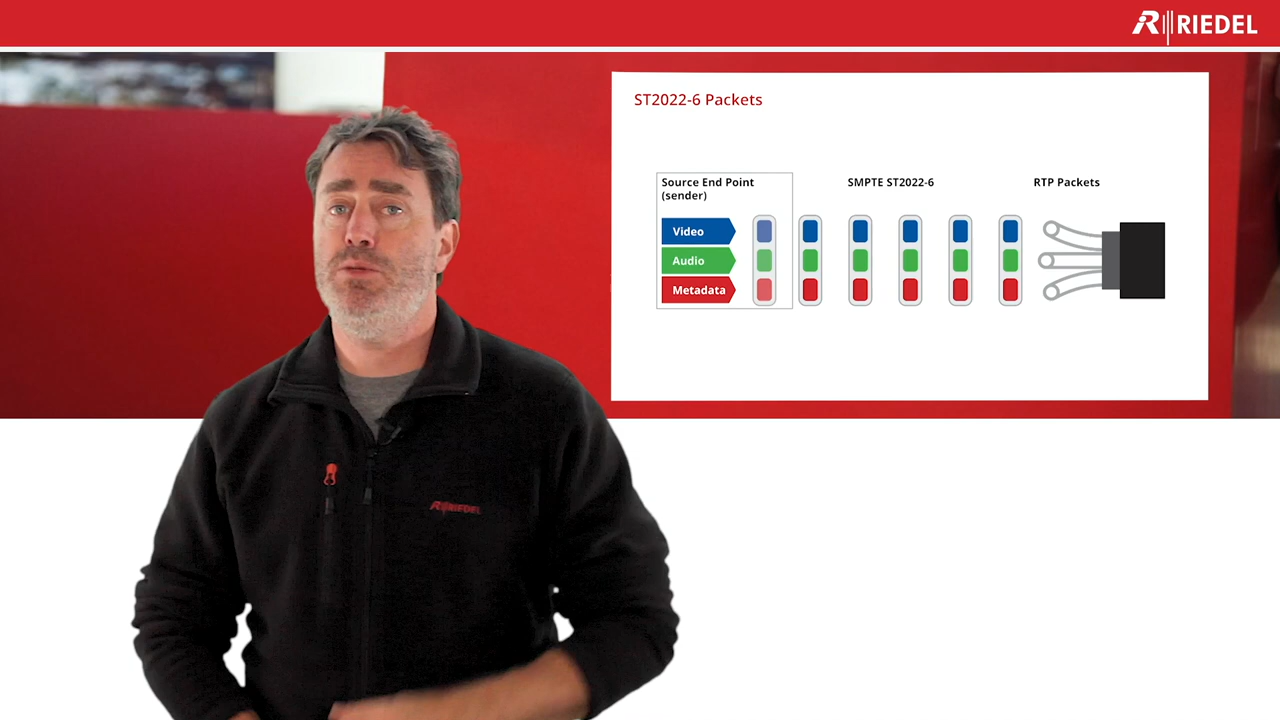 RIEDEL
ST2022-6 Packets
Source End Point
(sender)
SMPTE ST2022-6
RTP Packets
Video
Audio
Metadata
RIEDEL